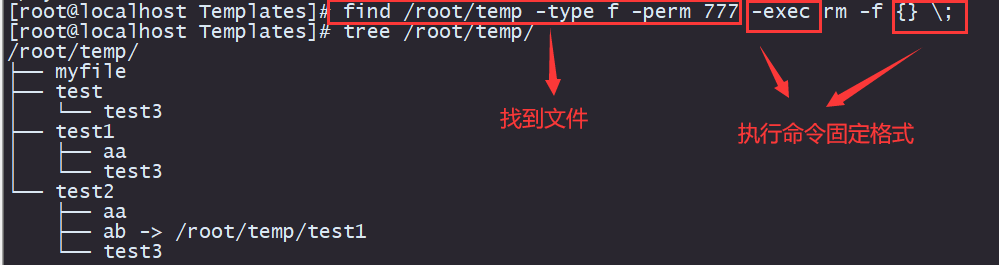 [root@localhost Templates]# find /root/temp -type f -perm 777 -exec rm -f {} \;
[root@localhost Templates]# tree /root/temp/
/root/temp/
├── myfile
├── test
│   └── test3
├── test1
│   ├── aa
│   └── test3
└── test2
    ├── aa
    ├── ab -> /root/temp/test1
    └── test3
找到文件
执行命令固定格式